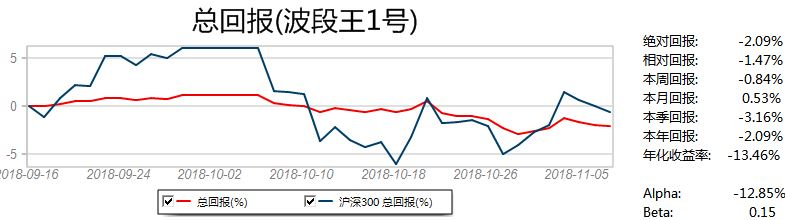 总回报(波段王1号)
5
0
-5
2018-09-16 2018-09-24 2018-10-02 2018-10-10 2018-10-18 2018-10-26 2018-11-05
总回报(%) 沪深300 总回报(%)
绝对回报: -2.09%
相对回报: -1.47%
本周回报: -0.84%
本月回报: 0.53%
本季回报: -3.16%
本年回报: -2.09%
年化收益率: -13.46%
Alpha: -12.85%
Beta: 0.15